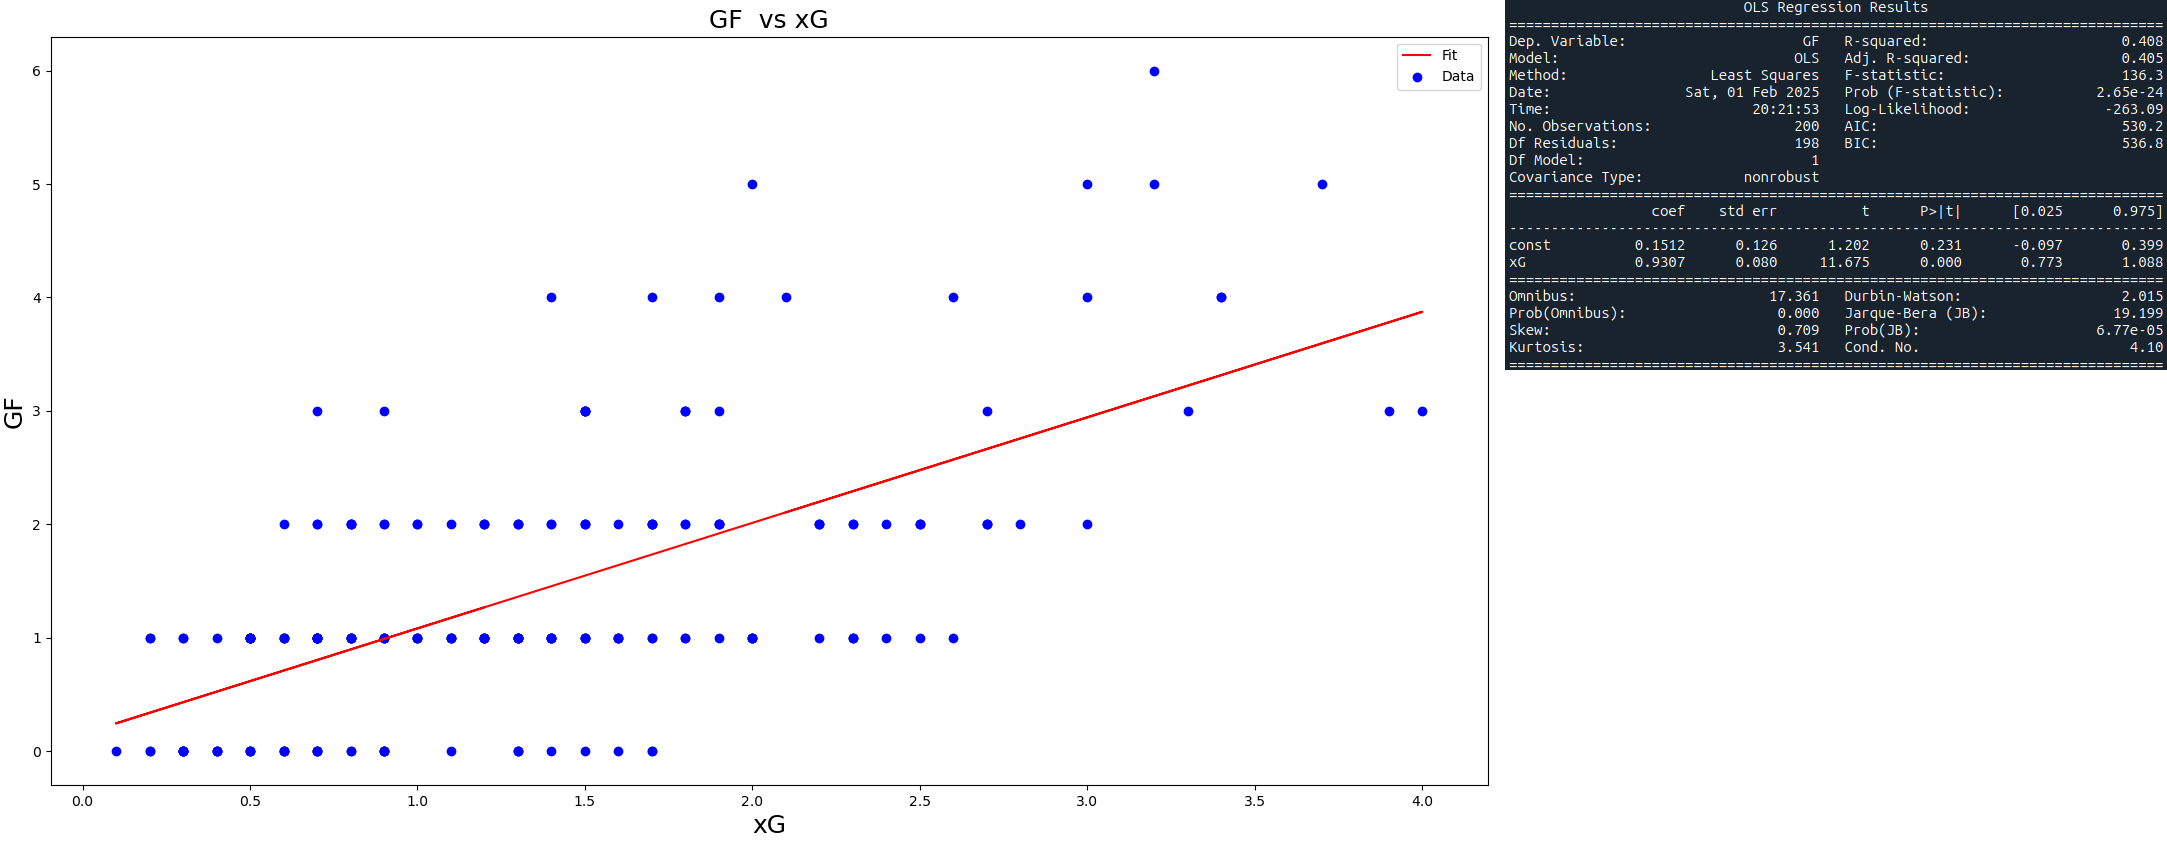 GF  vs xG
Fit
Data
6
5
4
3
2
1
0
GF
0.0 0.5 1.0 1.5 2.0 2.5 3.0 3.5 4.0
xG
OLS Regression Results
==============================================================================
Dep. Variable:                     GF   R-squared:                       0.408
Model:                            OLS   Adj. R-squared:                  0.405
Method:                 Least Squares   F-statistic:                     136.3
Date:                Sat, 01 Feb 2025   Prob (F-statistic):           2.65e-24
Time:                        20:21:53   Log-Likelihood:                -263.09
No. Observations:                 200   AIC:                             530.2
Df Residuals:                     198   BIC:                             536.8
Df Model:                           1
Covariance Type:            nonrobust
==============================================================================
                 coef    std err          t      P>|t|      [0.025      0.975]
------------------------------------------------------------------------------
const          0.1512      0.126      1.202      0.231      -0.097       0.399
xG             0.9307      0.080     11.675      0.000       0.773       1.088
==============================================================================
Omnibus:                       17.361   Durbin-Watson:                   2.015
Prob(Omnibus):                  0.000   Jarque-Bera (JB):               19.199
Skew:                           0.709   Prob(JB):                     6.77e-05
Kurtosis:                       3.541   Cond. No.                         4.10
==============================================================================